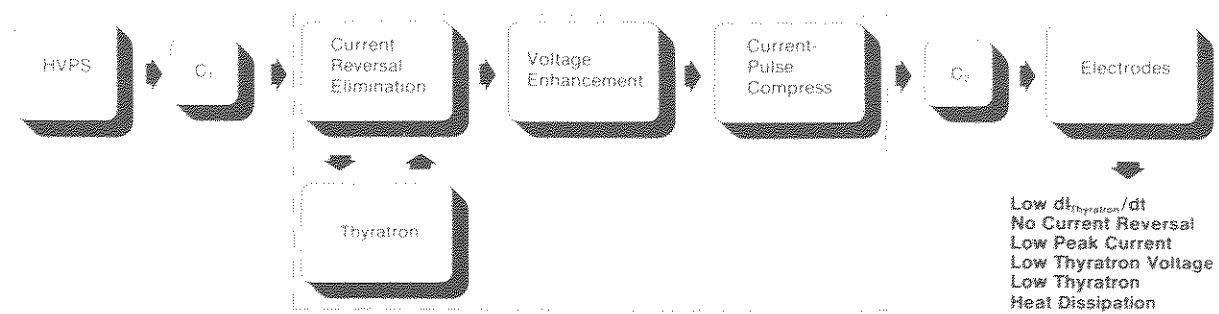 HVPS
C₁
Current
Reversal
Elimination
Voltage
Enhancement
Current-
Pulse
Compress
C₂
Electrodes
Thyratron
Low dI_Thyratron/dt
No Current Reversal
Low Peak Current
Low Thyratron Voltage
Low Thyratron
Heat Dissipation